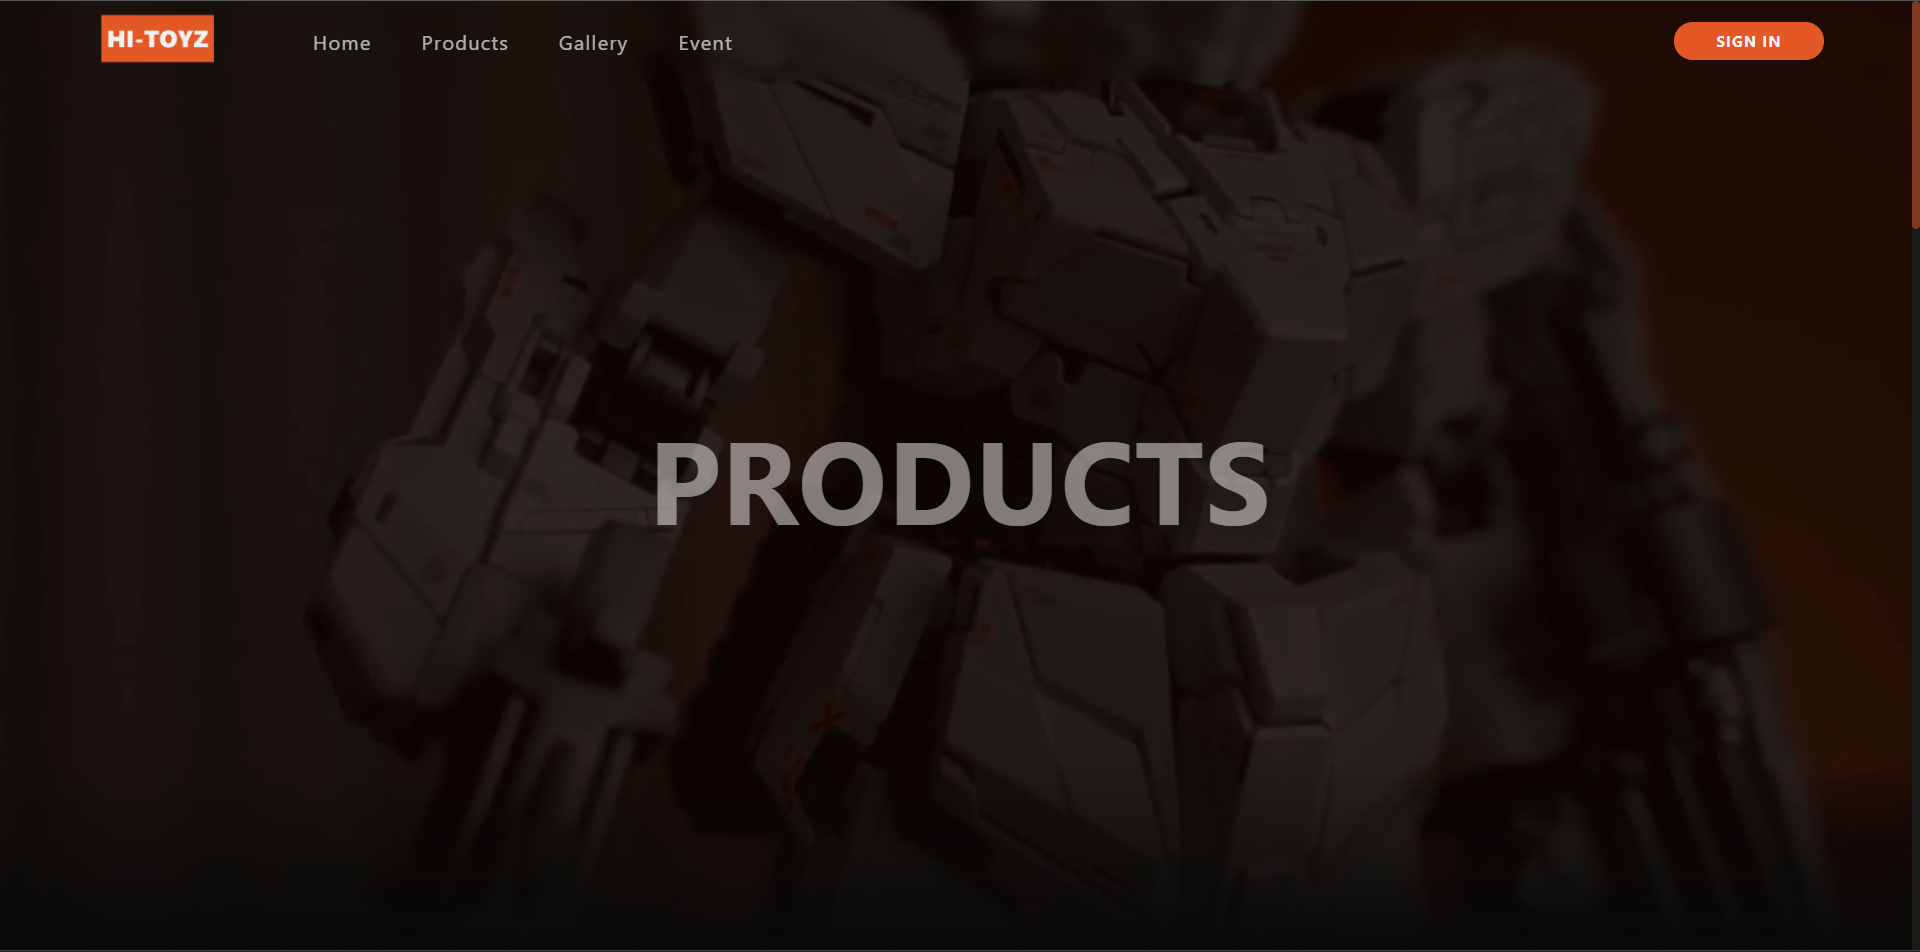 HI-TOYZ
Home
Products
Gallery
Event
SIGN IN
PRODUCTS